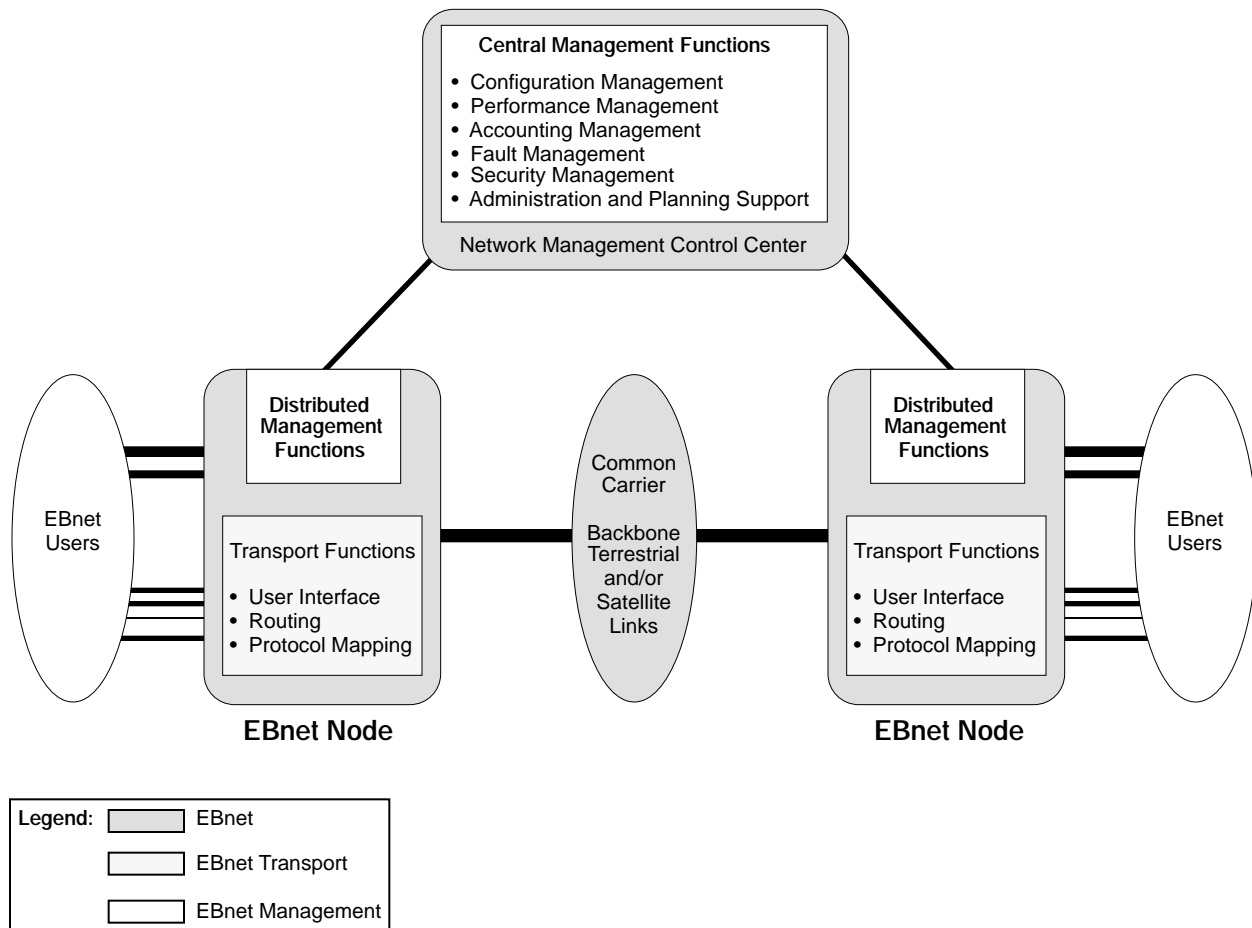 Central Management Functions
• Configuration Management
• Performance Management
• Accounting Management
• Fault Management
• Security Management
• Administration and Planning Support
Network Management Control Center
EBnet
Users
Distributed
Management
Functions
Transport Functions
• User Interface
• Routing
• Protocol Mapping
EBnet Node
Common
Carrier
Backbone
Terrestrial
and/or
Satellite
Links
Distributed
Management
Functions
Transport Functions
• User Interface
• Routing
• Protocol Mapping
EBnet Node
EBnet
Users
Legend:
EBnet
EBnet Transport
EBnet Management